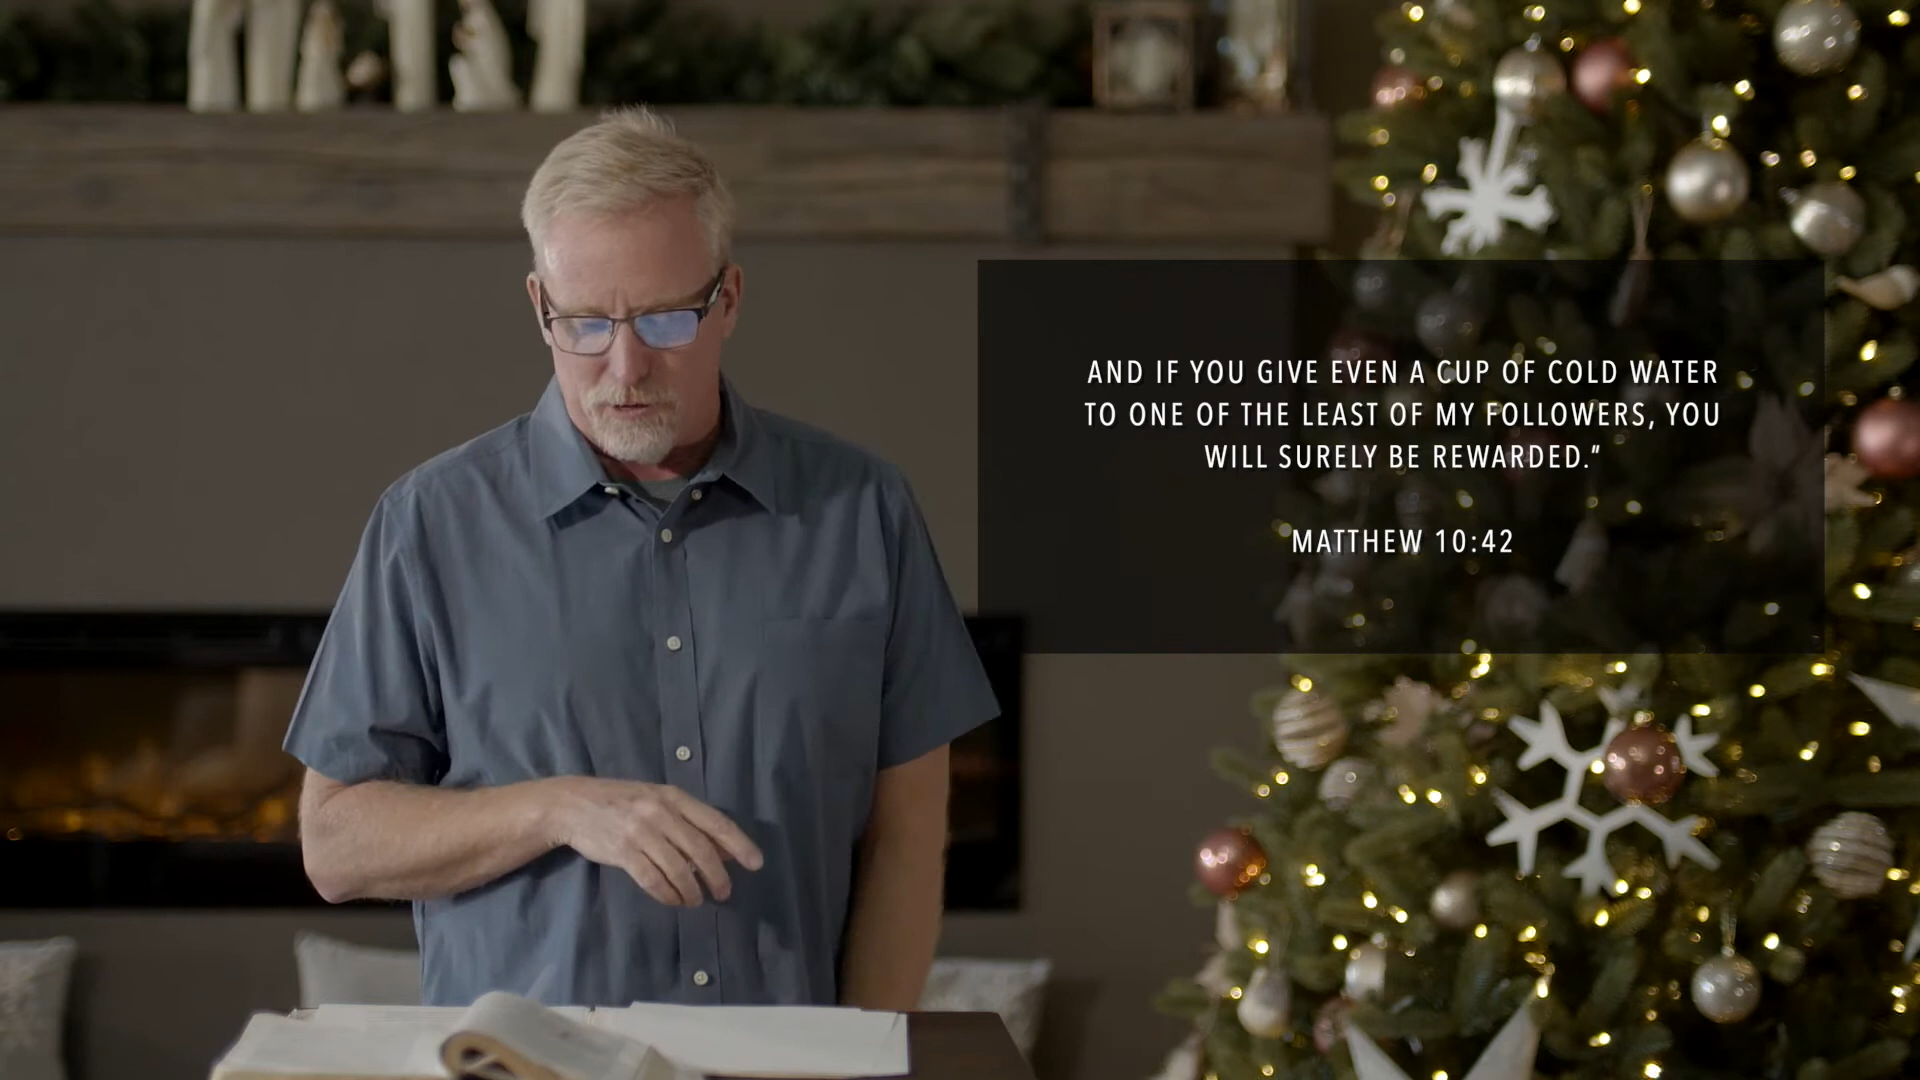 AND IF YOU GIVE EVEN A CUP OF COLD WATER
TO ONE OF THE LEAST OF MY FOLLOWERS, YOU
WILL SURELY BE REWARDED.”
MATTHEW 10:42